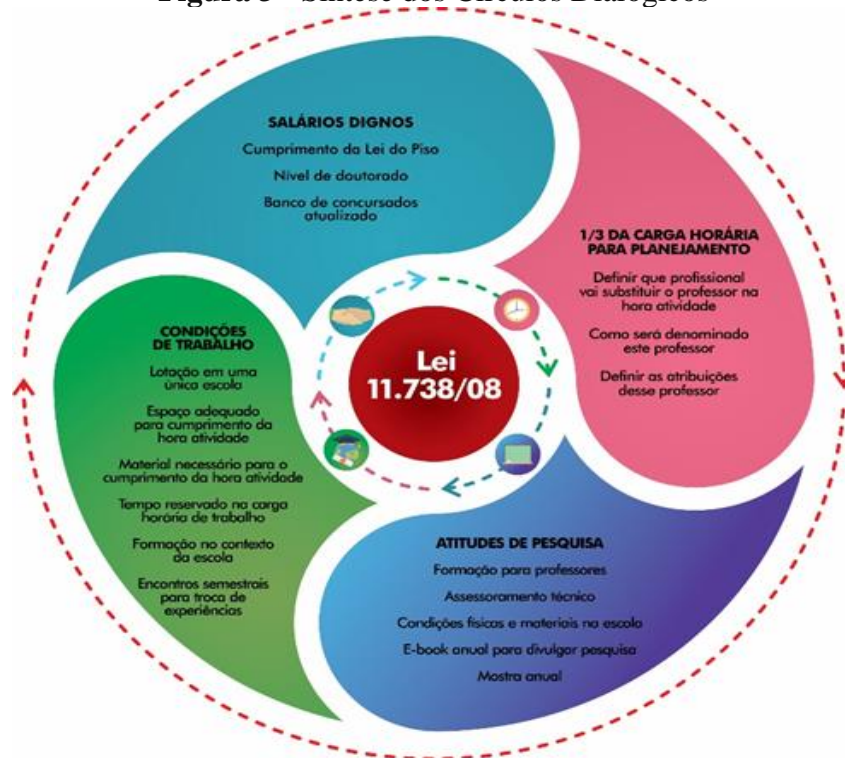 Síntese dos Círculos Dialógicos
SALÁRIOS DIGNOS
Cumprimento da Lei do Piso
Nível de doutorado
Banco de concursados
atualizado
1/3 DA CARGA HORÁRIA
PARA PLANEJAMENTO
Definir que profissional
vai substituir o professor na
hora atividade
Como será denominado
este professor
Definir as atribuições
desse professor
CONDIÇÕES
DE TRABALHO
Lotação em uma
única escola
Espaço adequado
para cumprimento da
hora atividade
Material necessário para o
cumprimento da hora atividade
Tempo reservado na carga
horária de trabalho
Formação no contexto
da escola
Encontros semestrais
para troca de
experiências
Lei
11.738/08
ATITUDES DE PESQUISA
Formação para professores
Assessoramento técnico
Condições físicas e materiais na escola
E-book anual para divulgar pesquisa
Mostra anual